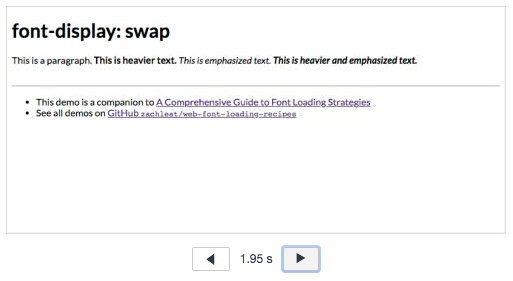 font-display: swap
This is a paragraph. This is heavier text. This is emphasized text. This is heavier and emphasized text.
This demo is a companion to A Comprehensive Guide to Font Loading Strategies
See all demos on GitHub zachleat/web-font-loading-recipes
1.95 s